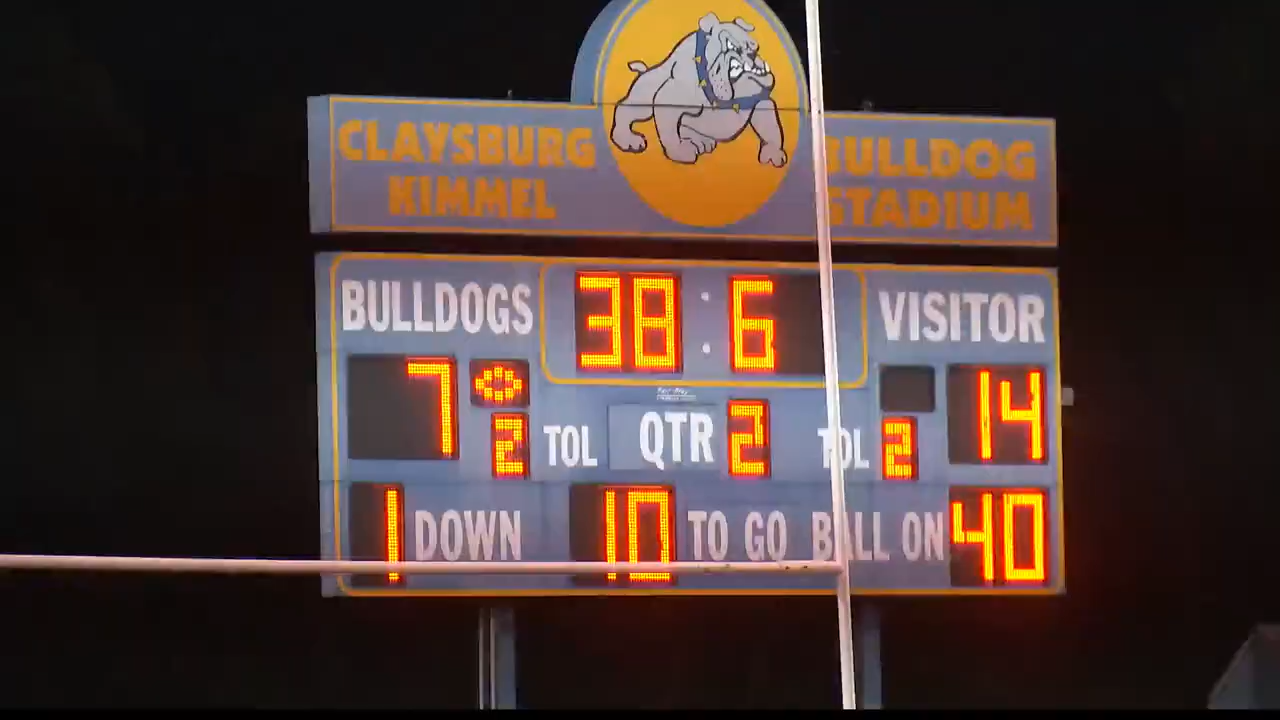 CLAYSBURG
KIMMEL
BULLDOG
STADIUM
BULLDOGS 38 : 6 VISITOR
7 14
2 TOL QTR 2 TOL 2
1 DOWN 10 TO GO BALL ON 40